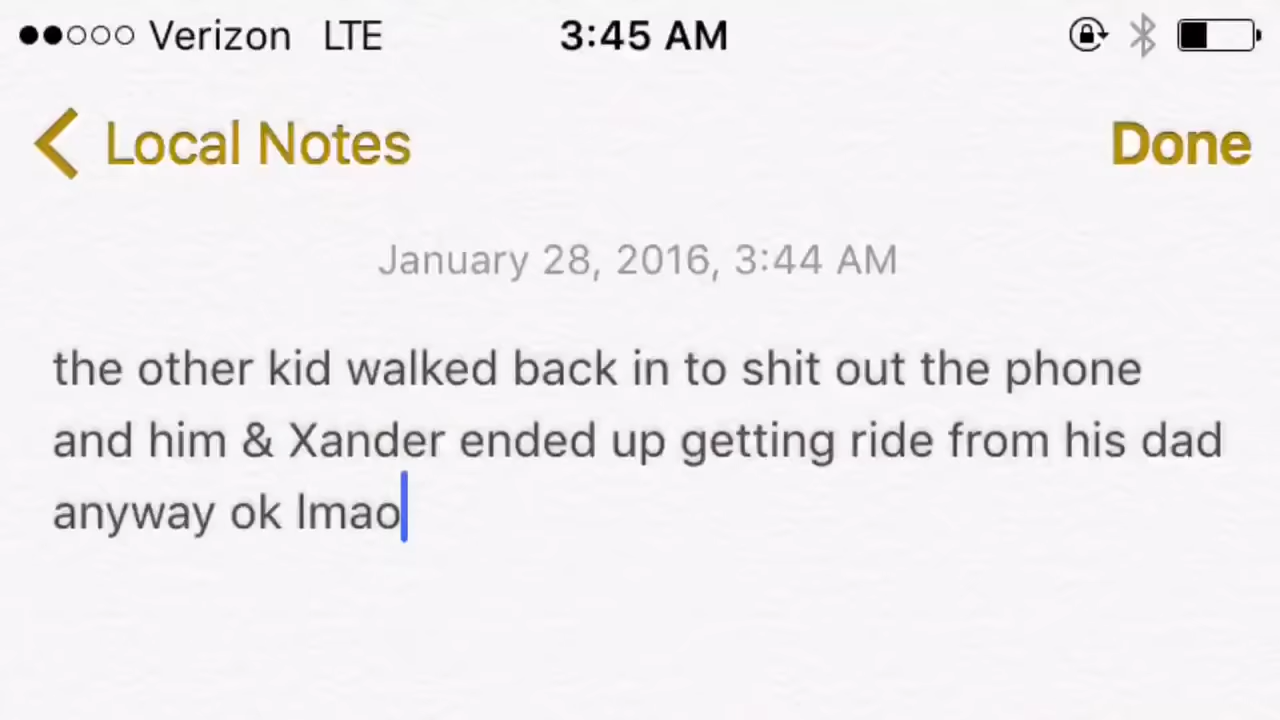 Verizon LTE 3:45 AM
Local Notes Done
January 28, 2016, 3:44 AM
the other kid walked back in to shit out the phone
and him & Xander ended up getting ride from his dad
anyway ok lmao